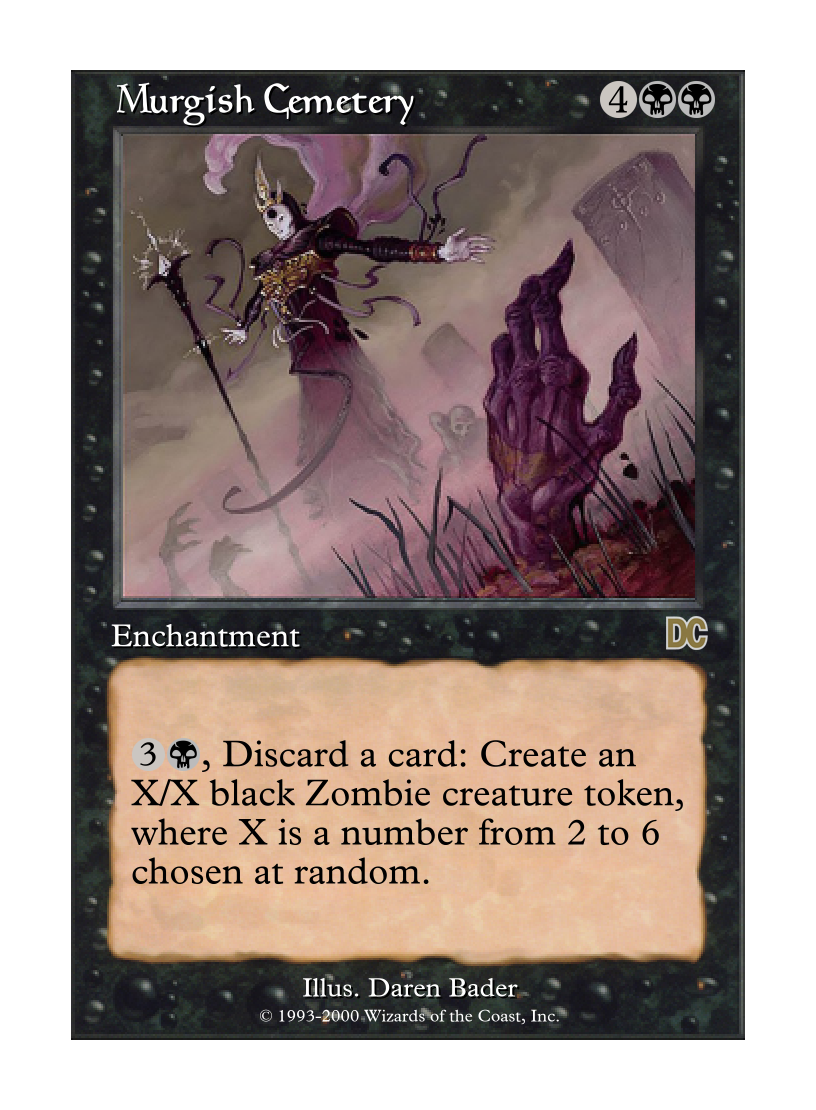 Murgish Cemetery 4
Enchantment DC
3, Discard a card: Create an
X/X black Zombie creature token,
where X is a number from 2 to 6
chosen at random.
Illus. Daren Bader
© 1993-2000 Wizards of the Coast, Inc.